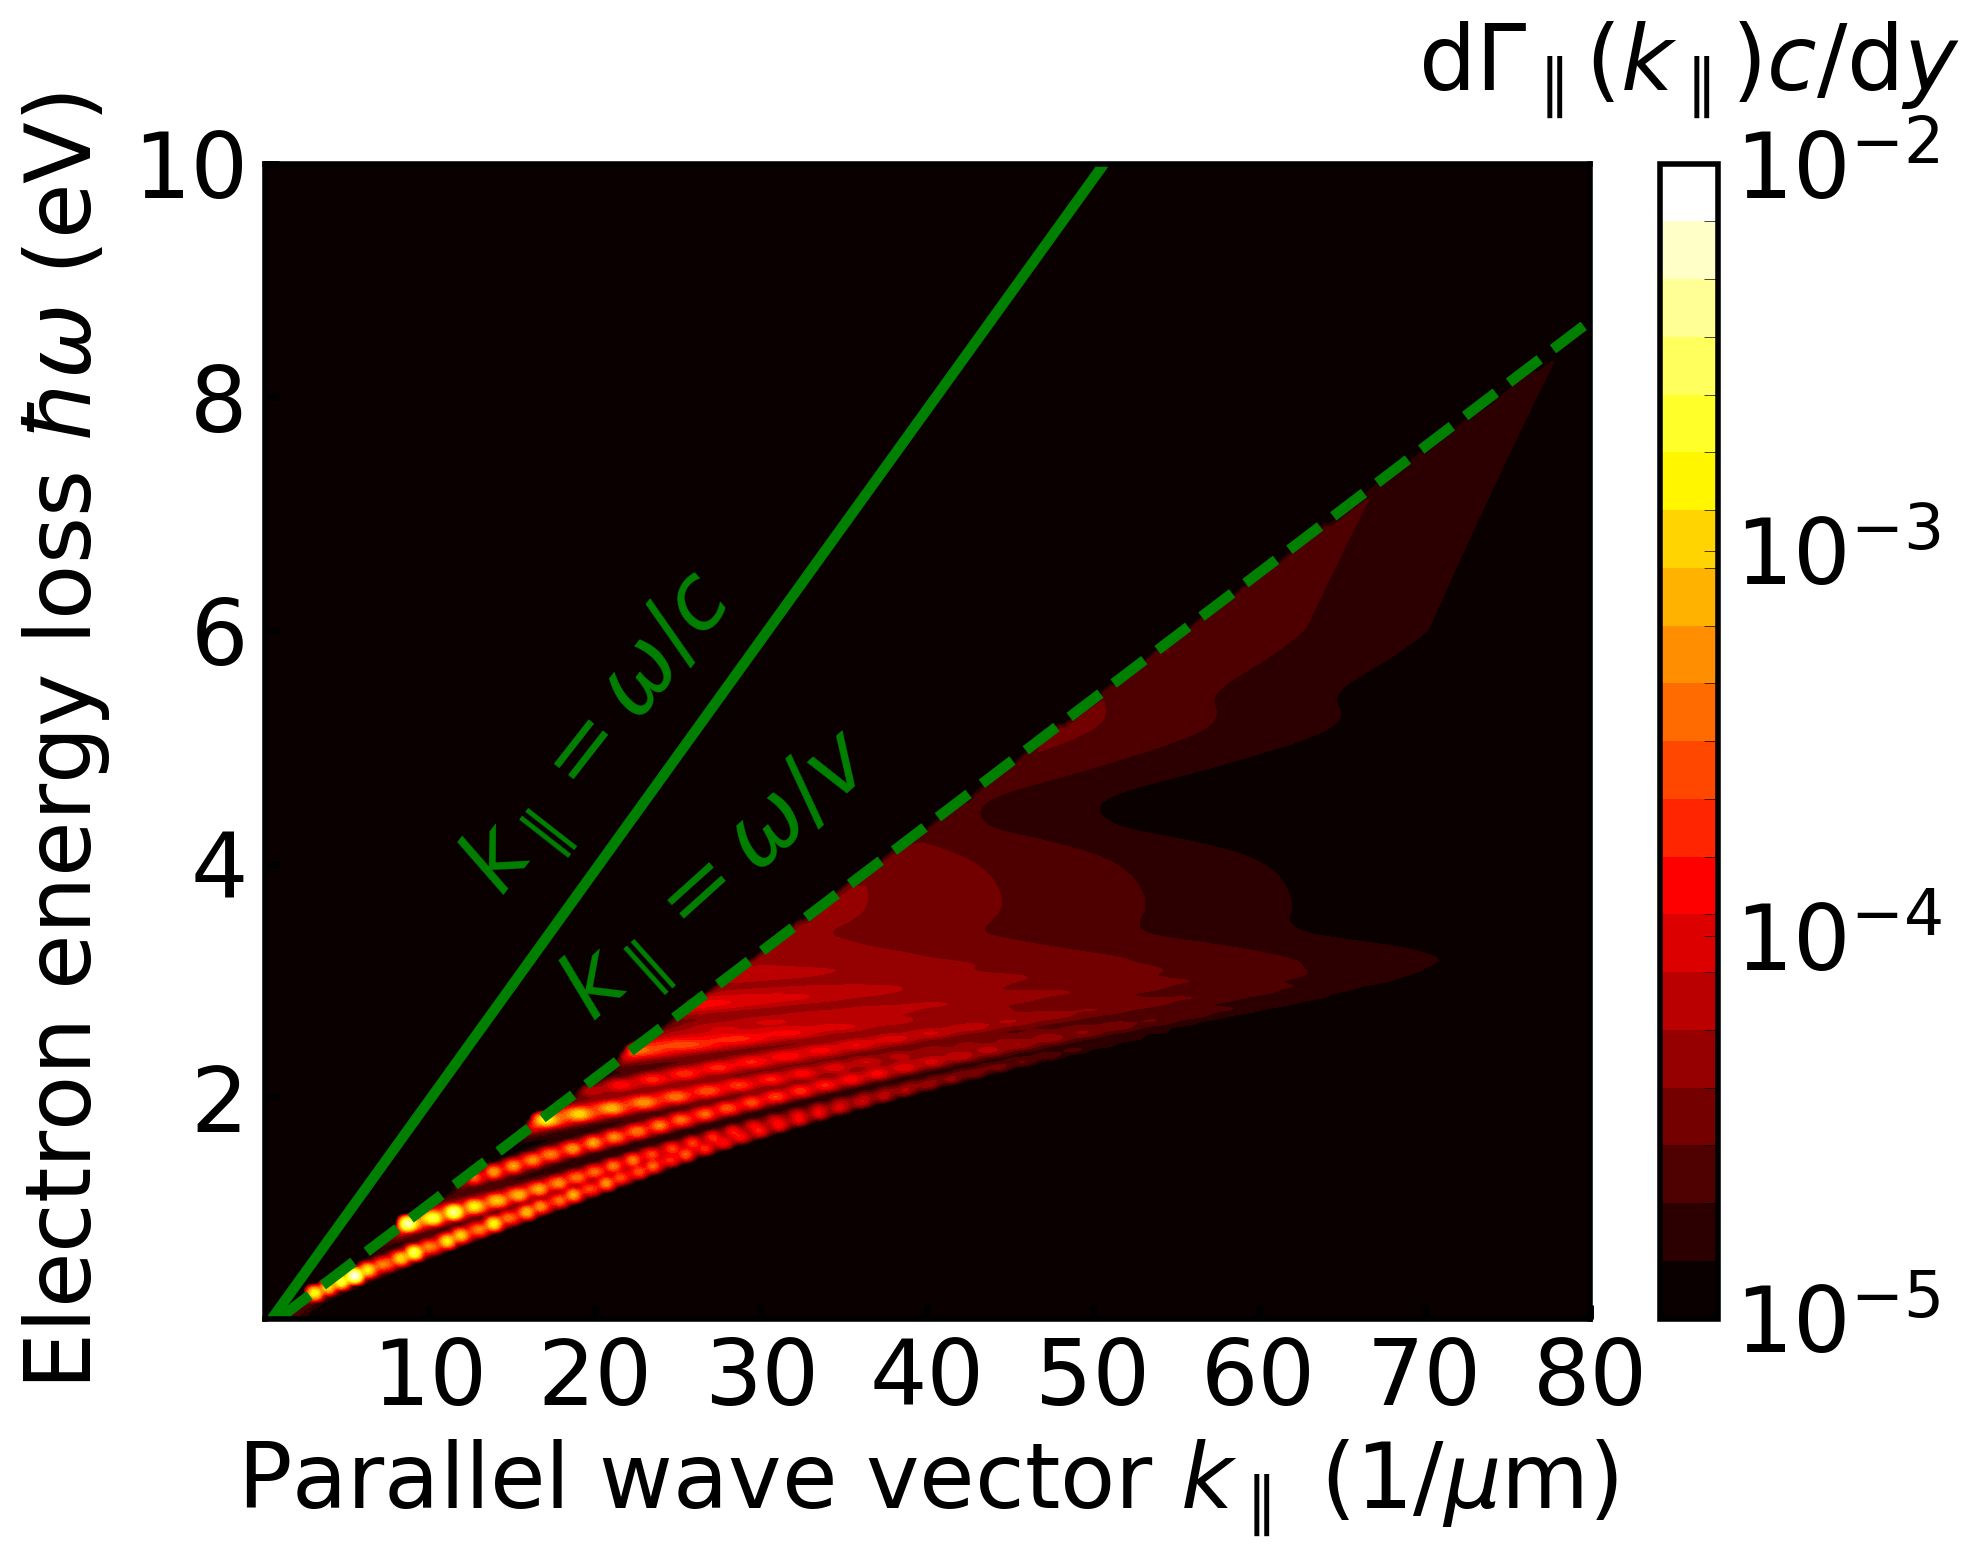 dΓ∥(k∥)c/dy
Electron energy loss ħω (eV)
10
8
6
4
2
k∥ = ω/c
k∥ = ω/v
10⁻²
10⁻³
10⁻⁴
10⁻⁵
10 20 30 40 50 60 70 80
Parallel wave vector k∥ (1/μm)